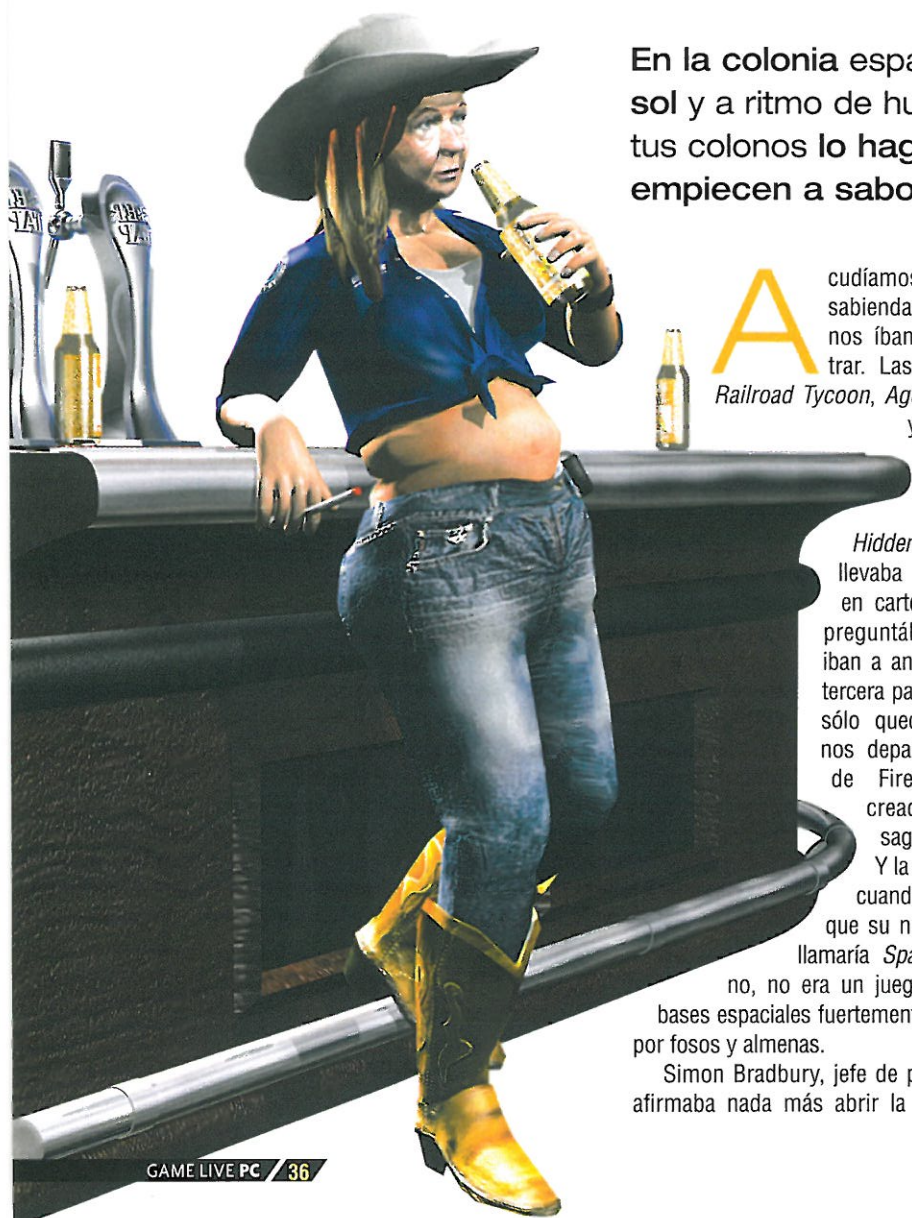 En la colonia espa
sol y a ritmo de hu
tus colonos lo hag
empiecen a sabo
A
cudíamos
sabienda
nos íban
trar. Las
Railroad Tycoon, Ag
y
Hidden
llevaba
en carte
preguntá
iban a an
tercera pa
sólo qued
nos depa
de Fire
creac
sag
Y la
cuand
que su n
llamaría Spa
no, no era un jueg
bases espaciales fuertement
por fosos y almenas.
Simon Bradbury, jefe de p
afirmaba nada más abrir la
GAME LIVE PC / 36